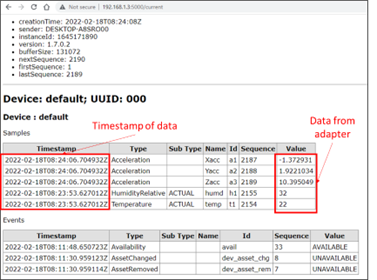 Not secure | 192.168.1.3:5000/current
creationTime: 2022-02-18T08:24:08Z
sender: DESKTOP-A8SRO00
instanceId: 1645171890
version: 1.7.0.2
bufferSize: 131072
nextSequence: 2190
firstSequence: 1
lastSequence: 2189
Device: default; UUID: 000
Device : default
Timestamp of data
Data from
adapter
Samples
Timestamp Type Sub Type Name Id Sequence Value
2022-02-18T08:24:06.704932Z Acceleration Xacc a1 2187 -1.372931
2022-02-18T08:24:06.704932Z Acceleration Yacc a2 2188 1.9221034
2022-02-18T08:24:06.704932Z Acceleration Zacc a3 2189 10.395049
2022-02-18T08:23:53.627012Z HumidityRelative ACTUAL humd h1 2155 32
2022-02-18T08:23:53.627012Z Temperature ACTUAL temp t1 2154 22
Events
Timestamp Type Sub Type Name Id Sequence Value
2022-02-18T08:11:48.650723Z Availability avail 33 AVAILABLE
2022-02-18T08:11:30.959123Z AssetChanged dev_asset_chg 8 UNAVAILABLE
2022-02-18T08:11:30.959114Z AssetRemoved dev_asset_rem 7 UNAVAILABLE